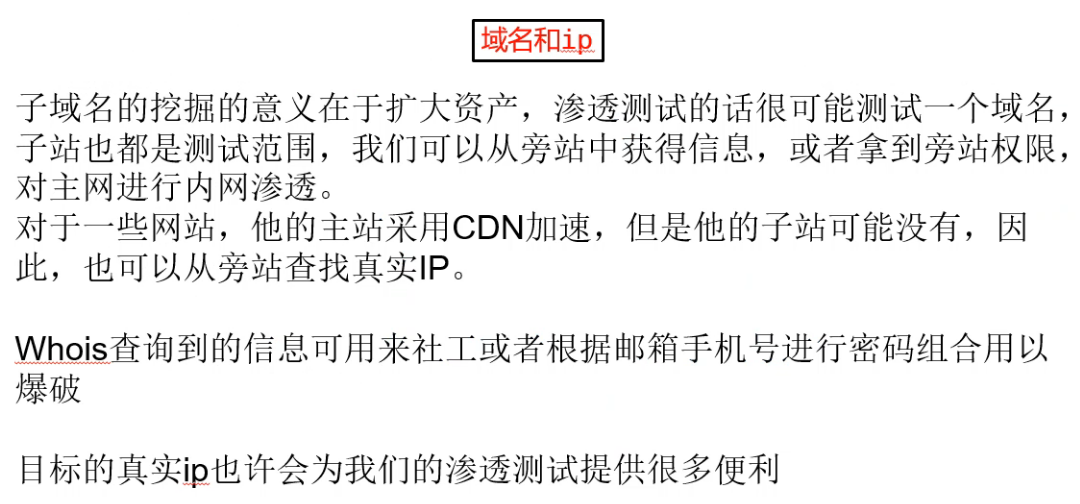 域名和ip
子域名的挖掘的意义在于扩大资产，渗透测试的话很可能测试一个域名，
子站也都是测试范围，我们可以从旁站中获得信息，或者拿到旁站权限，
对主网进行内网渗透。
对于一些网站，他的主站采用CDN加速，但是他的子站可能没有，因
此，也可以从旁站查找真实IP。
Whois查询到的信息可用来社工或者根据邮箱手机号进行密码组合用以
爆破
目标的真实ip也许会为我们的渗透测试提供很多便利